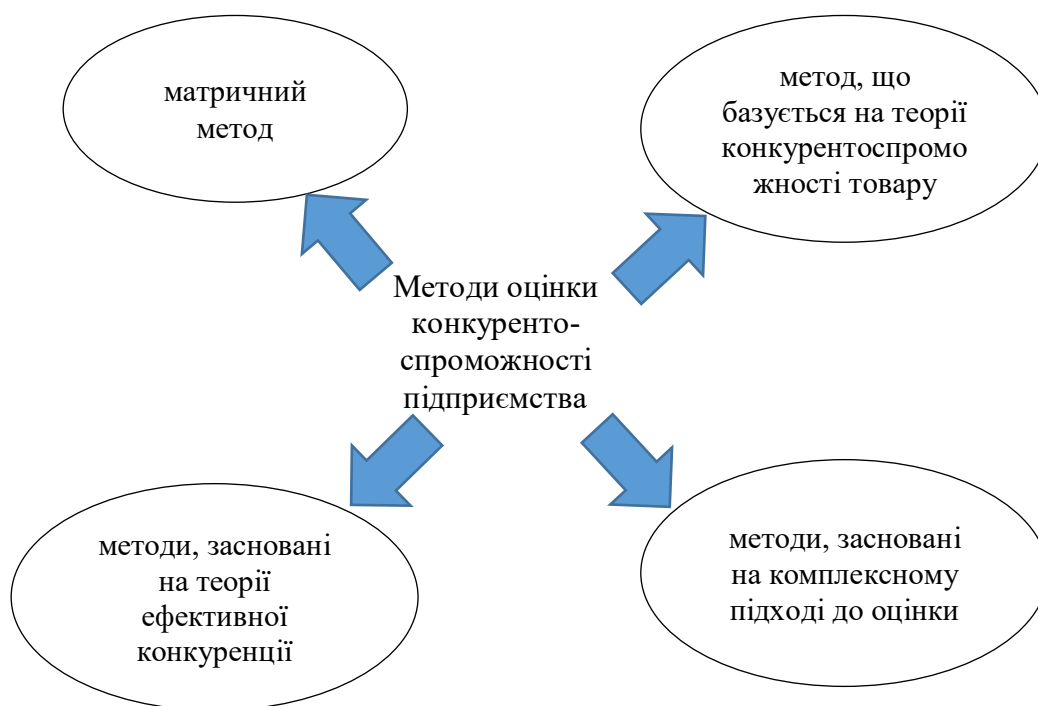 матричний
метод
метод, що
базується на теорії
конкурентоспромо
жності товару
Методи оцінки
конкуренто-
спроможності
підприємства
методи, засновані
на теорії
ефективної
конкуренції
методи, засновані
на комплексному
підході до оцінки